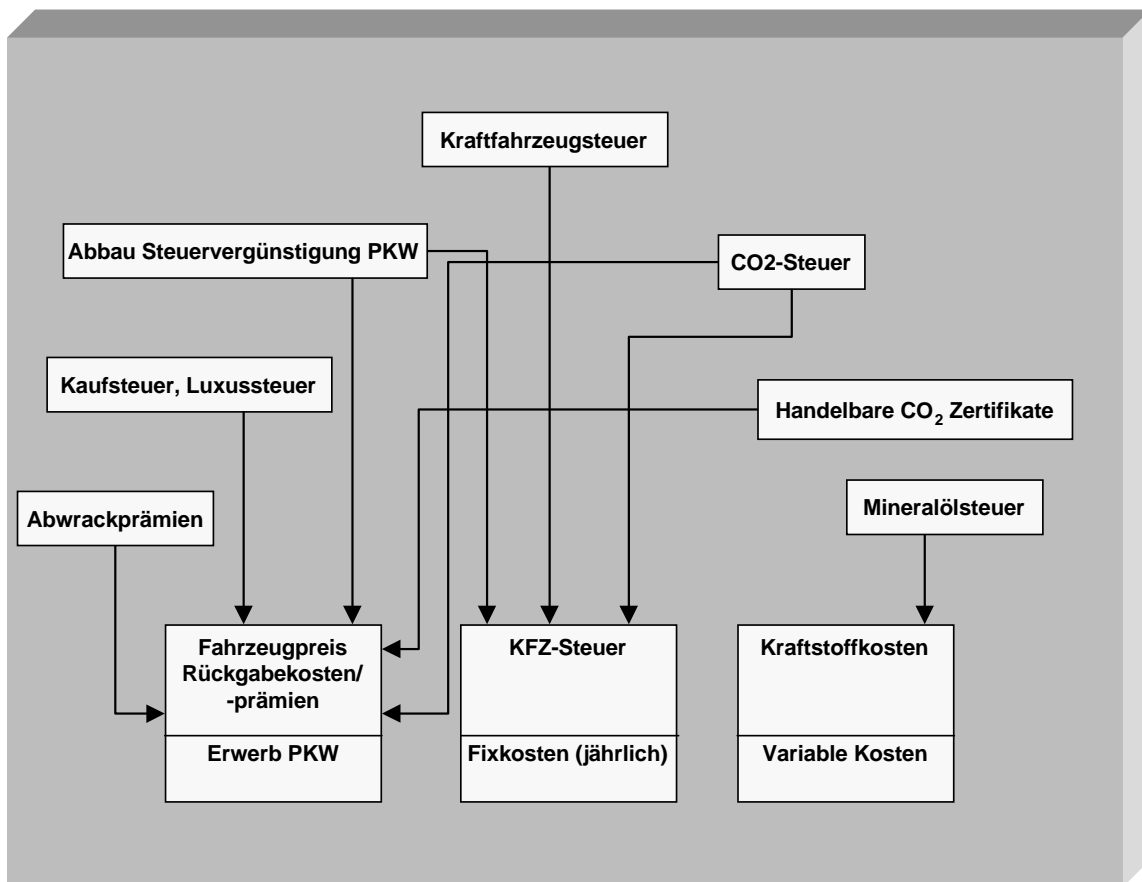 Kraftfahrzeugsteuer
Abbau Steuervergünstigung PKW
CO2-Steuer
Kaufsteuer, Luxussteuer
Handelbare CO₂ Zertifikate
Abwrackprämien
Mineralölsteuer
Fahrzeugpreis
Rückgabekosten/
-prämien
Erwerb PKW
KFZ-Steuer
Fixkosten (jährlich)
Kraftstoffkosten
Variable Kosten